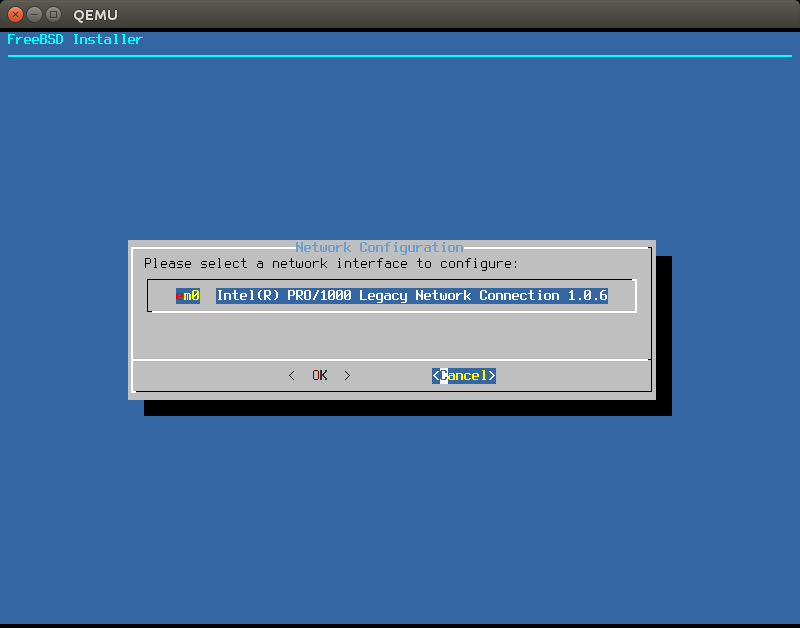 QEMU
FreeBSD Installer
Network Configuration
Please select a network interface to configure:
em0 Intel(R) PRO/1000 Legacy Network Connection 1.0.6
< OK > <Cancel>